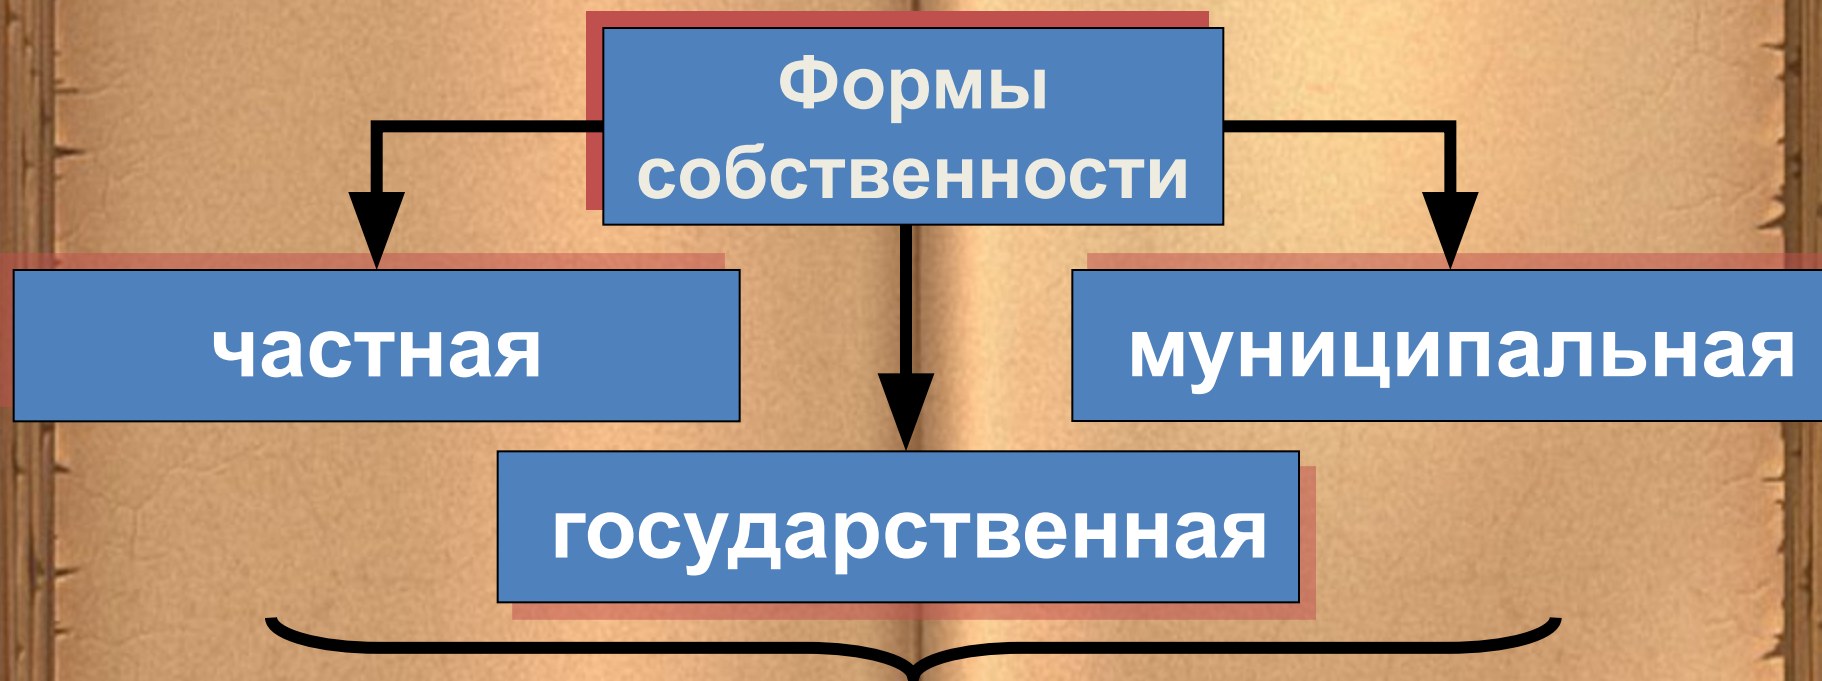 Формы
собственности
частная
муниципальная
государственная